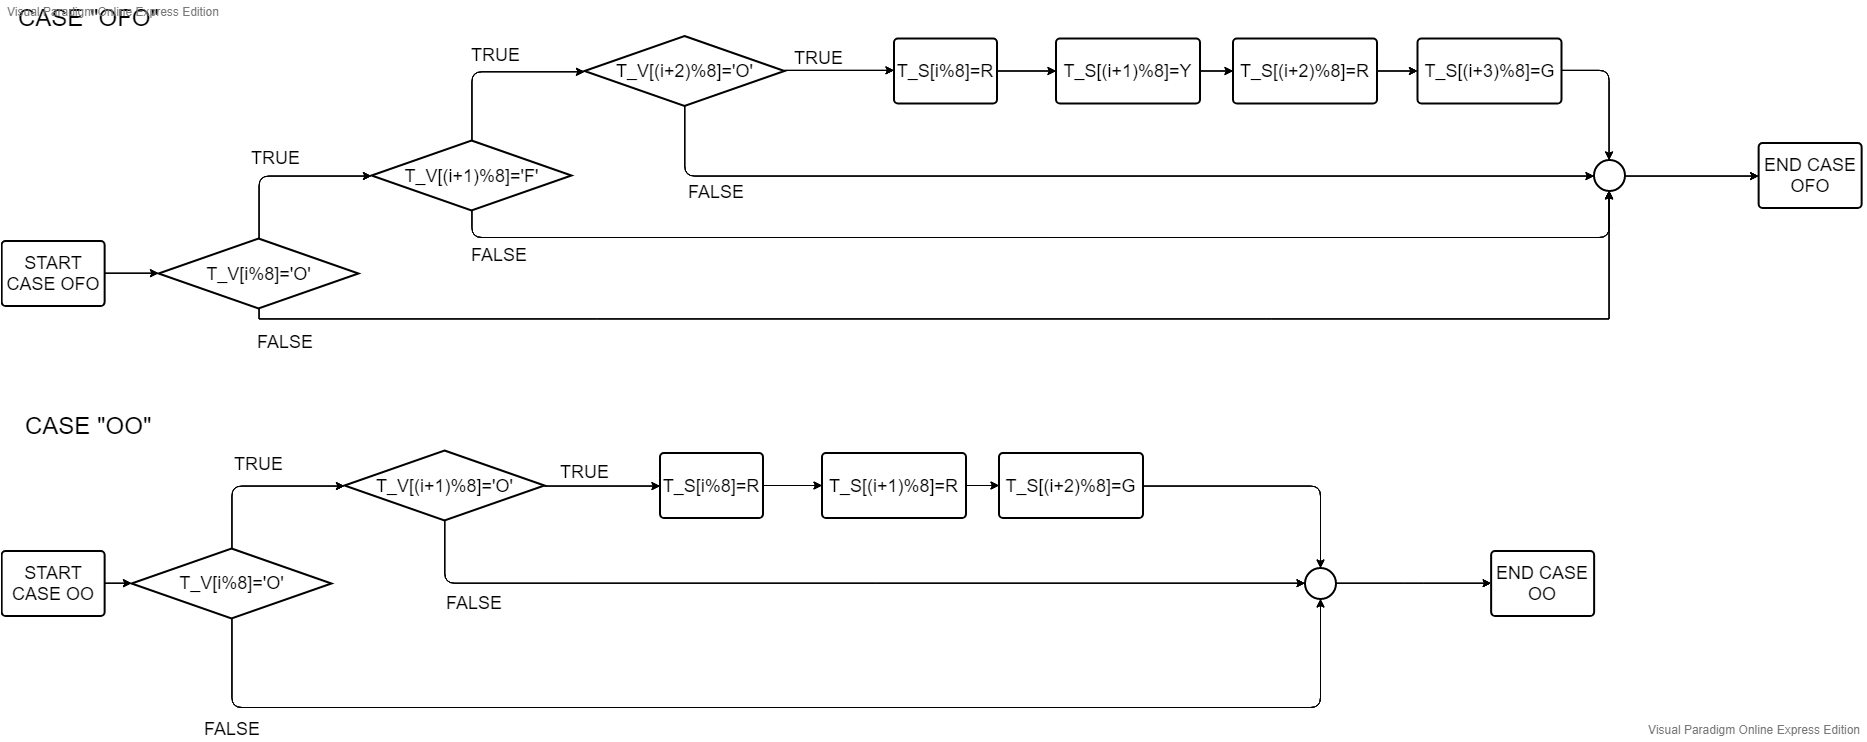 Visual Paradigm Online Express Edition
CASE "OFO"
TRUE
T_V[(i+2)%8]='O'
TRUE
T_S[i%8]=R
T_S[(i+1)%8]=Y
T_S[(i+2)%8]=R
T_S[(i+3)%8]=G
TRUE
T_V[(i+1)%8]='F'
FALSE
END CASE
OFO
START
CASE OFO
T_V[i%8]='O'
FALSE
FALSE
CASE "OO"
TRUE
T_V[(i+1)%8]='O'
TRUE
T_S[i%8]=R
T_S[(i+1)%8]=R
T_S[(i+2)%8]=G
START
CASE OO
T_V[i%8]='O'
FALSE
END CASE
OO
FALSE
Visual Paradigm Online Express Edition